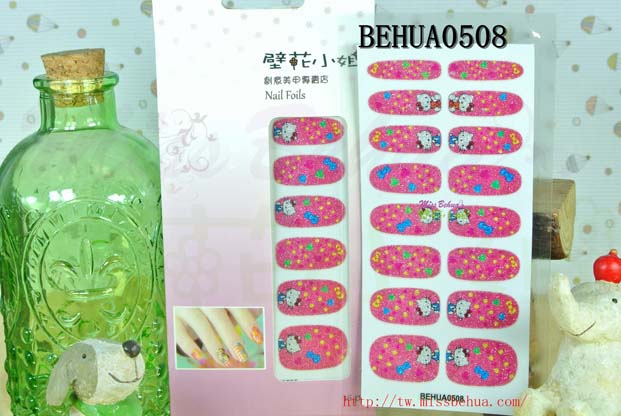 BEHUA0508
璧花小姐
創意美甲專賣店
Nail Foils
Miss Behua's
BEHUA0508
http://tw.missbehua.com/